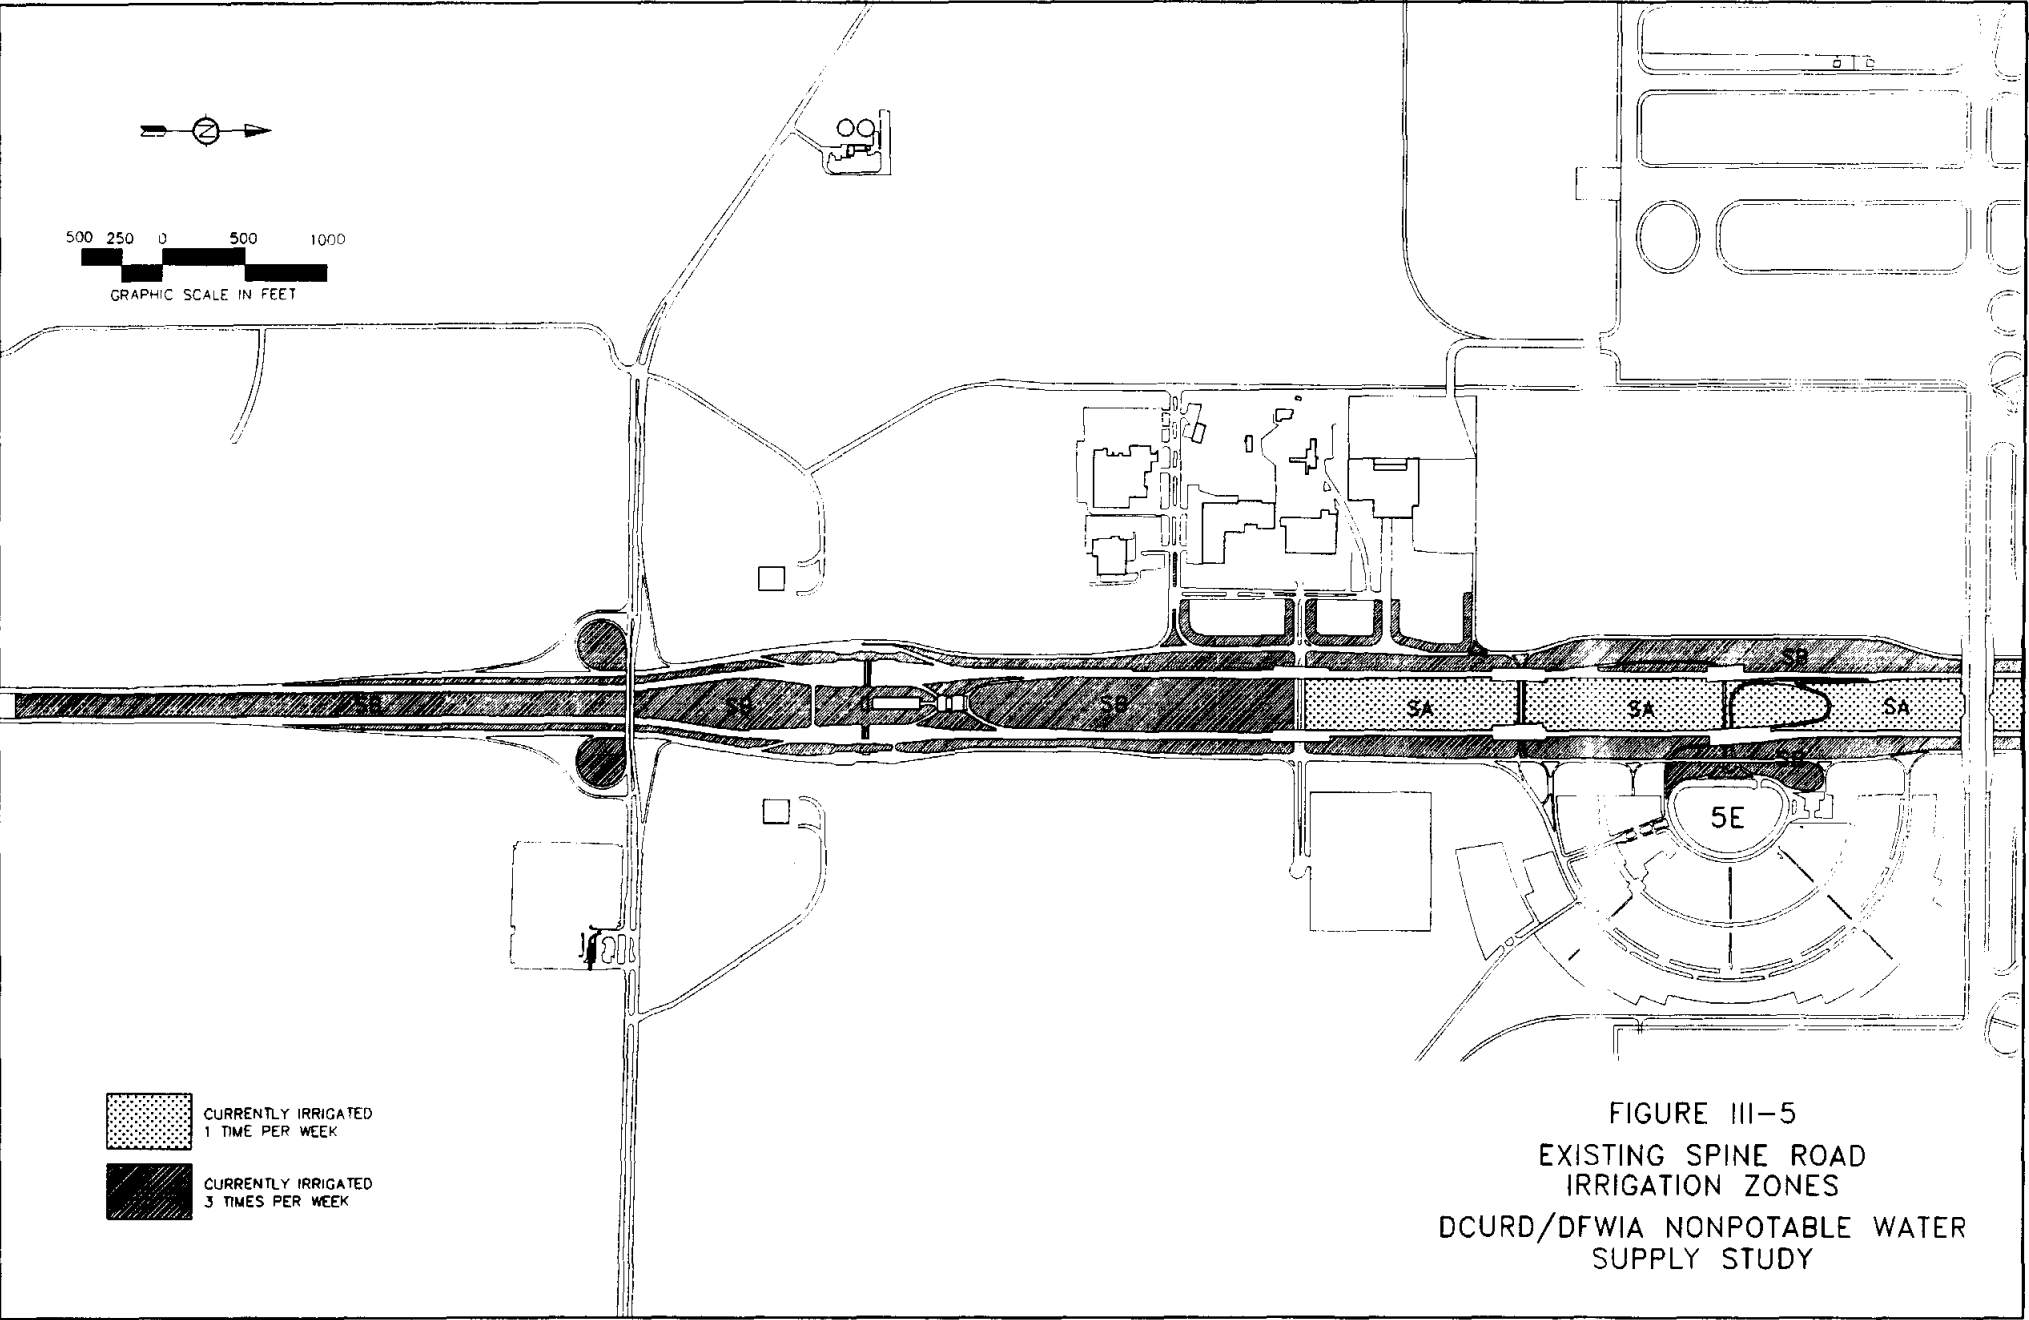 N
500 250 0 500 1000
GRAPHIC SCALE IN FEET
SB
SB
SB
SB
SA
SA
SA
SB
5E
CURRENTLY IRRIGATED
1 TIME PER WEEK
CURRENTLY IRRIGATED
3 TIMES PER WEEK
FIGURE III-5
EXISTING SPINE ROAD
IRRIGATION ZONES
DCURD/DFWIA NONPOTABLE WATER
SUPPLY STUDY